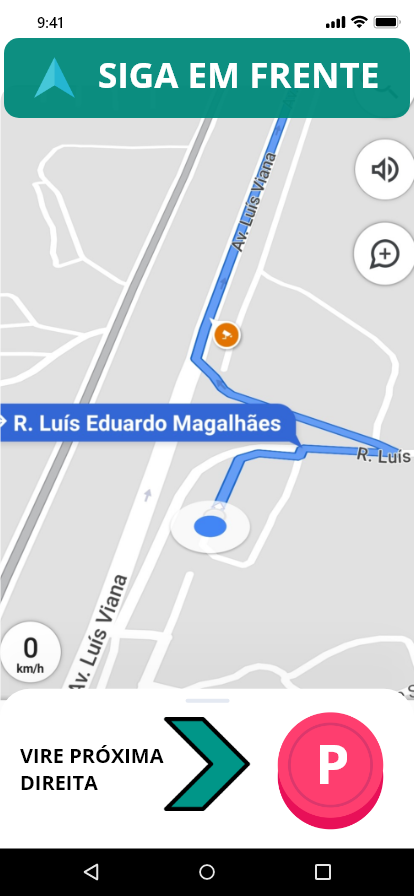 9:41
SIGA EM FRENTE
Av. Luís Viana
R. Luís Eduardo Magalhães
R. Luís
0
km/h
Av. Luís Viana
VIRE PRÓXIMA
DIREITA
P